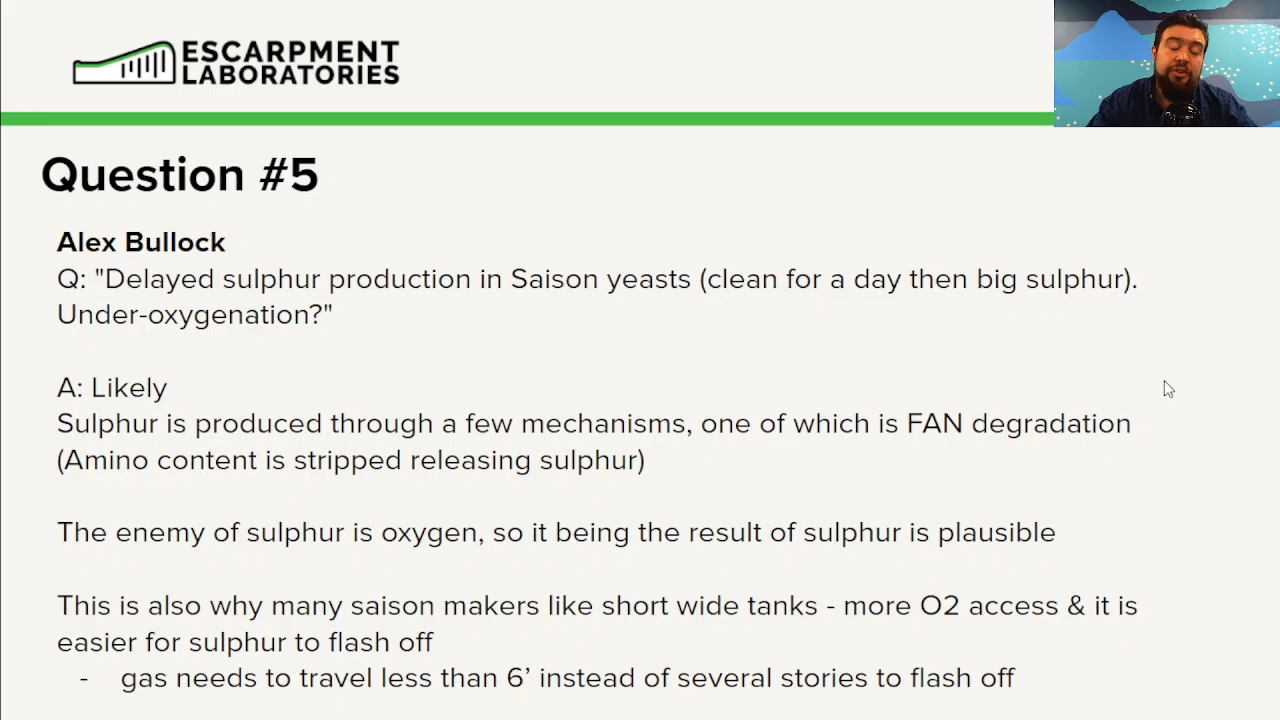 ESCARPMENT
LABORATORIES
Question #5
Alex Bullock
Q: "Delayed sulphur production in Saison yeasts (clean for a day then big sulphur).
Under-oxygenation?"
A: Likely
Sulphur is produced through a few mechanisms, one of which is FAN degradation
(Amino content is stripped releasing sulphur)
The enemy of sulphur is oxygen, so it being the result of sulphur is plausible
This is also why many saison makers like short wide tanks - more O2 access & it is
easier for sulphur to flash off
- gas needs to travel less than 6’ instead of several stories to flash off